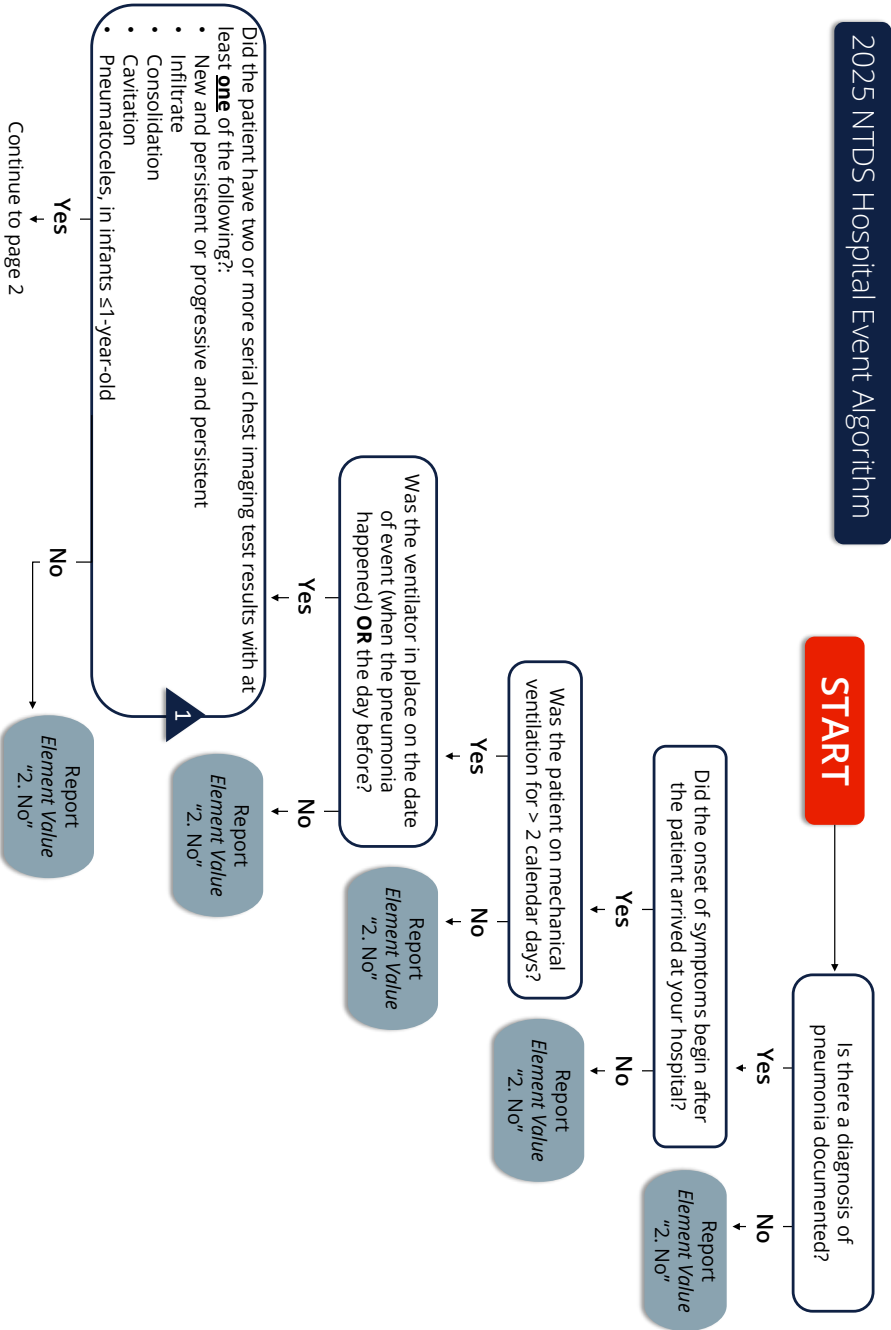 2025 NTDS Hospital Event Algorithm
START
Is there a diagnosis of
pneumonia documented?
Yes
No
Report
Element Value
“2. No”
Did the onset of symptoms begin after
the patient arrived at your hospital?
Yes
No
Report
Element Value
“2. No”
Was the patient on mechanical
ventilation for > 2 calendar days?
Yes
No
Report
Element Value
“2. No”
Was the ventilator in place on the date
of event (when the pneumonia
happened) OR the day before?
Yes
No
Report
Element Value
“2. No”
Did the patient have two or more serial chest imaging test results with at
least one of the following?:
• New and persistent or progressive and persistent
• Infiltrate
• Consolidation
• Cavitation
• Pneumatoceles, in infants ≤1-year-old
1
Yes
No
Report
Element Value
“2. No”
Continue to page 2